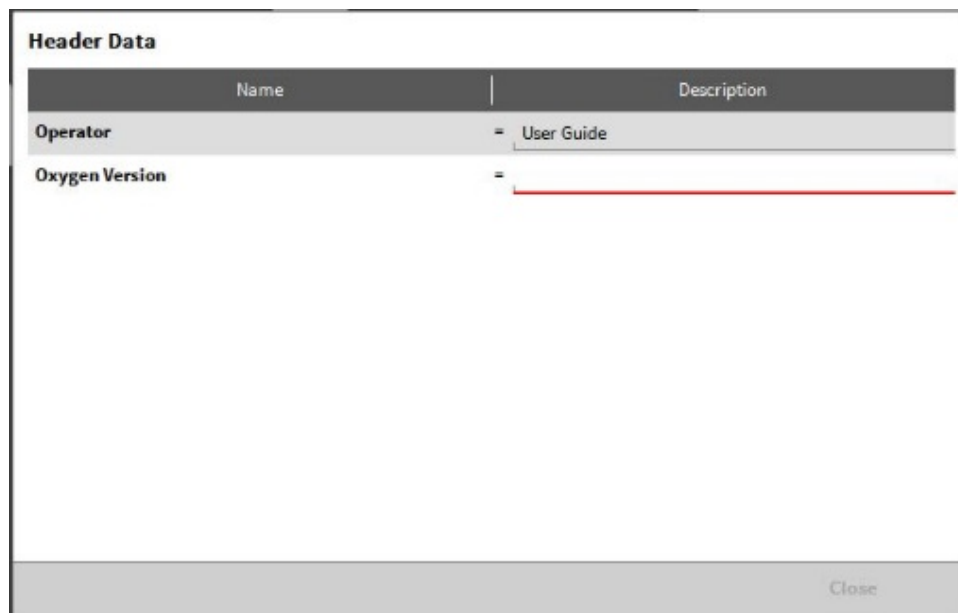 Header Data
Name Description
Operator = User Guide
Oxygen Version =
Close